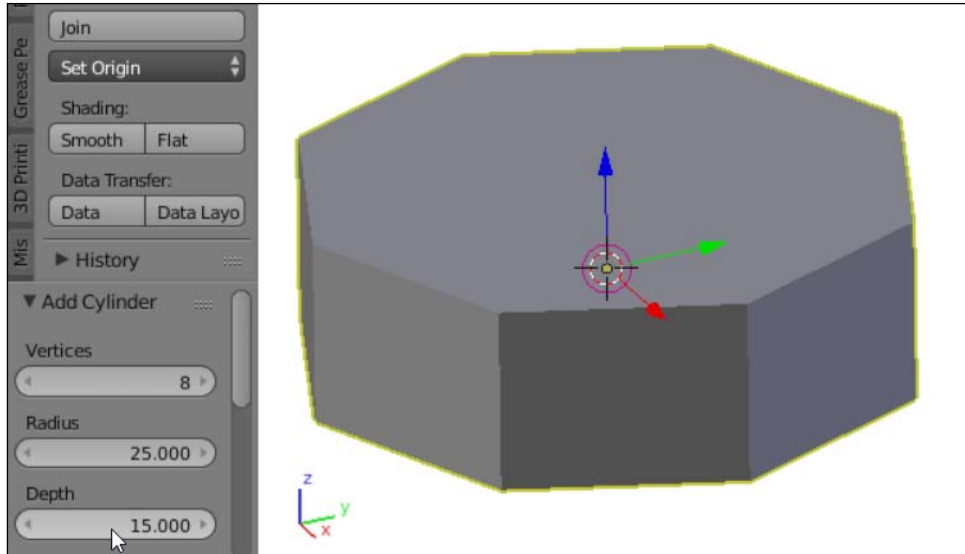 Join
Set Origin
Grease Pe
Shading:
Smooth Flat
3D Printi
Data Transfer:
Data Data Layo
Mis
History
Add Cylinder
Vertices
8
Radius
25.000
Depth
15.000
z
y
x